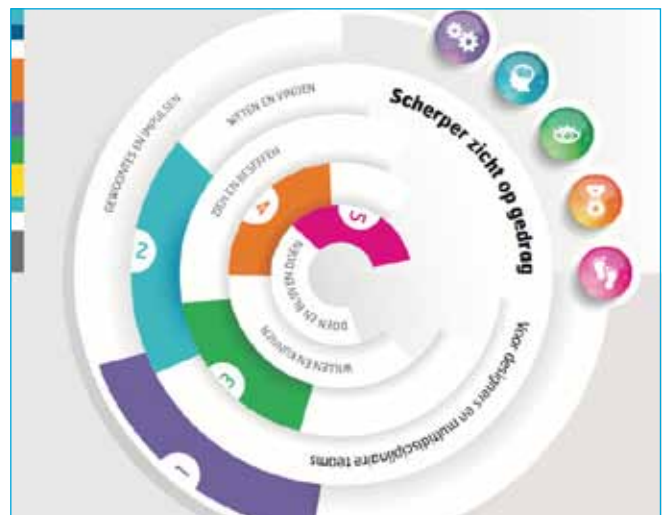 Scherper zicht op gedrag
Voor designers en multidisciplinaire teams
1
GEWOONTES EN IMPULSEN
2
WETEN EN VINDEN
3
ZIEN EN BESEFFEN
4
WILLEN EN KUNNEN
5
DOEN EN BLIJVEN DOEN